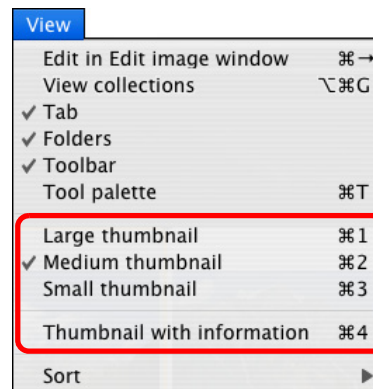 View
Edit in Edit image window ⌘→
View collections ⌥⌘G
✓ Tab
✓ Folders
✓ Toolbar
Tool palette ⌘T
Large thumbnail ⌘1
✓ Medium thumbnail ⌘2
Small thumbnail ⌘3
Thumbnail with information ⌘4
Sort ▶